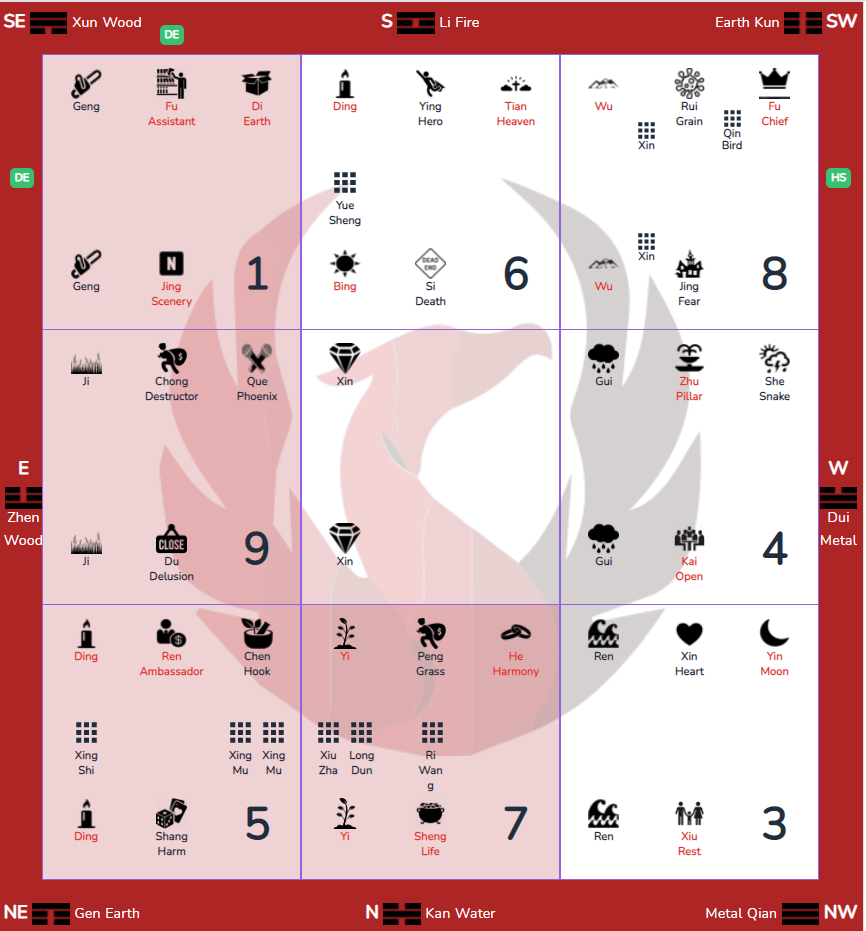 SE Xun Wood
DE
S Li Fire
Earth Kun SW
Geng
Fu
Assistant
Di
Earth
Ding
Ying
Hero
Tian
Heaven
Wu
Xin
Rui
Grain
Qin
Bird
Fu
Chief
DE
HS
Yue
Sheng
Geng
N
Jing
Scenery
1
Bing
DEAD
END
Si
Death
6
Wu
Xin
Jing
Fear
8
Ji
Chong
Destructor
Que
Phoenix
Xin
Gui
Zhu
Pillar
She
Snake
E
Zhen
Wood
W
Dui
Metal
Ji
CLOSE
Du
Delusion
9
Xin
Gui
Kai
Open
4
Ding
Ren
Ambassador
Chen
Hook
Yi
Peng
Grass
He
Harmony
Ren
Xin
Heart
Yin
Moon
Xing
Shi
Xing
Mu
Xing
Mu
Xiu
Zha
Long
Dun
Ri
Wan
g
Ding
Shang
Harm
5
Yi
Sheng
Life
7
Ren
Xiu
Rest
3
NE Gen Earth
N Kan Water
Metal Qian NW